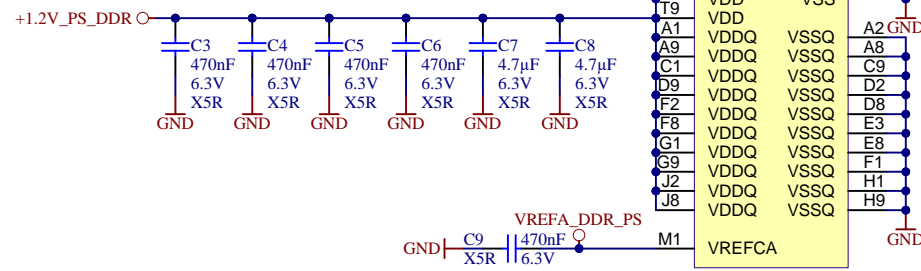 VDD VSS
+1.2V_PS_DDR T9 VDD GND
A1 VDDQ VSSQ A2
A9 VDDQ VSSQ A8
C1 VDDQ VSSQ C9
D9 VDDQ VSSQ D2
F2 VDDQ VSSQ D8
F8 VDDQ VSSQ E3
G1 VDDQ VSSQ E8
G9 VDDQ VSSQ F1
J2 VDDQ VSSQ H1
J8 VDDQ VSSQ H9
GND
C3 C4 C5 C6 C7 C8
470nF 470nF 470nF 470nF 4.7µF 4.7µF
6.3V 6.3V 6.3V 6.3V 6.3V 6.3V
X5R X5R X5R X5R X5R X5R
GND GND GND GND GND GND
VREFA_DDR_PS
GND C9 470nF M1 VREFCA
X5R 6.3V